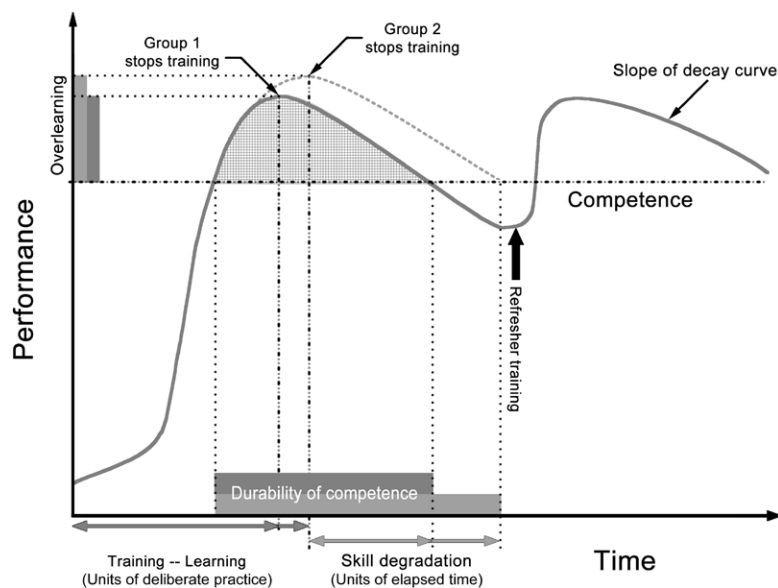 Group 1
stops training
Group 2
stops training
Slope of decay curve
Overlearning
Competence
Performance
Refresher training
Durability of competence
Training -- Learning
(Units of deliberate practice)
Skill degradation
(Units of elapsed time)
Time